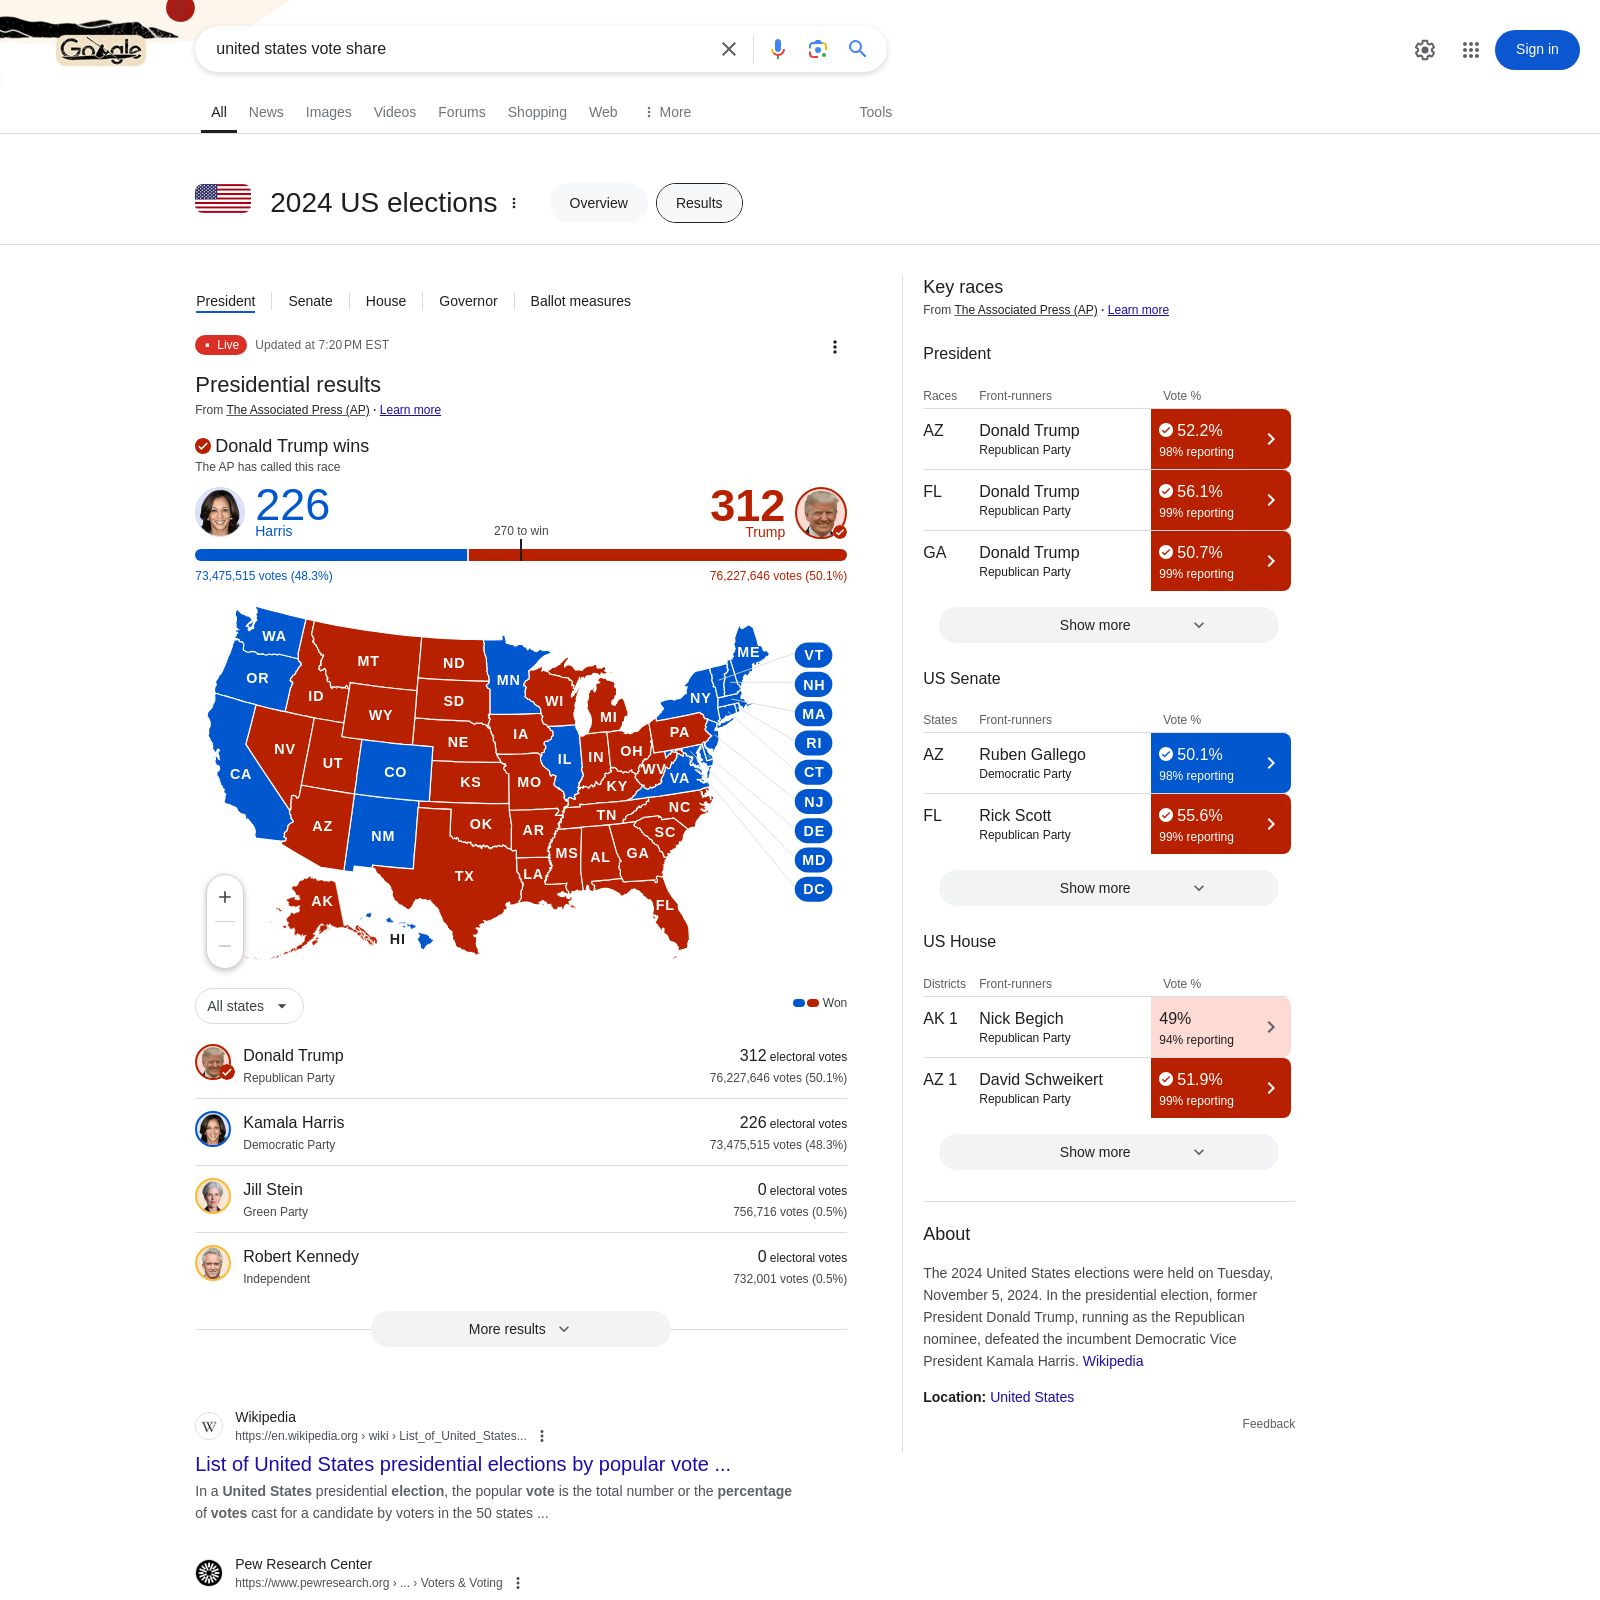 Google
united states vote share
Sign in
All News Images Videos Forums Shopping Web More Tools
2024 US elections
Overview
Results
President Senate House Governor Ballot measures
Live Updated at 7:20 PM EST
Presidential results
From The Associated Press (AP) · Learn more
Donald Trump wins
The AP has called this race
226
Harris
270 to win
312
Trump
73,475,515 votes (48.3%)
76,227,646 votes (50.1%)
WA
OR
CA
ID
NV
MT
WY
UT
AZ
CO
NM
ND
SD
NE
KS
OK
TX
MN
IA
MO
AR
LA
WI
IL
MI
IN
OH
KY
TN
MS
AL
GA
FL
SC
NC
VA
WV
PA
NY
ME
VT
NH
MA
RI
CT
NJ
DE
MD
DC
AK
HI
+
−
All states
Won
Donald Trump
Republican Party
312 electoral votes
76,227,646 votes (50.1%)
Kamala Harris
Democratic Party
226 electoral votes
73,475,515 votes (48.3%)
Jill Stein
Green Party
0 electoral votes
756,716 votes (0.5%)
Robert Kennedy
Independent
0 electoral votes
732,001 votes (0.5%)
More results
W
Wikipedia
https://en.wikipedia.org › wiki › List_of_United_States...
List of United States presidential elections by popular vote ...
In a United States presidential election, the popular vote is the total number or the percentage
of votes cast for a candidate by voters in the 50 states ...
Pew Research Center
https://www.pewresearch.org › ... › Voters & Voting
Key races
From The Associated Press (AP) · Learn more
President
Races Front-runners Vote %
AZ Donald Trump 52.2%
Republican Party 98% reporting
FL Donald Trump 56.1%
Republican Party 99% reporting
GA Donald Trump 50.7%
Republican Party 99% reporting
Show more
US Senate
States Front-runners Vote %
AZ Ruben Gallego 50.1%
Democratic Party 98% reporting
FL Rick Scott 55.6%
Republican Party 99% reporting
Show more
US House
Districts Front-runners Vote %
AK 1 Nick Begich 49%
Republican Party 94% reporting
AZ 1 David Schweikert 51.9%
Republican Party 99% reporting
Show more
About
The 2024 United States elections were held on Tuesday,
November 5, 2024. In the presidential election, former
President Donald Trump, running as the Republican
nominee, defeated the incumbent Democratic Vice
President Kamala Harris. Wikipedia
Location: United States
Feedback